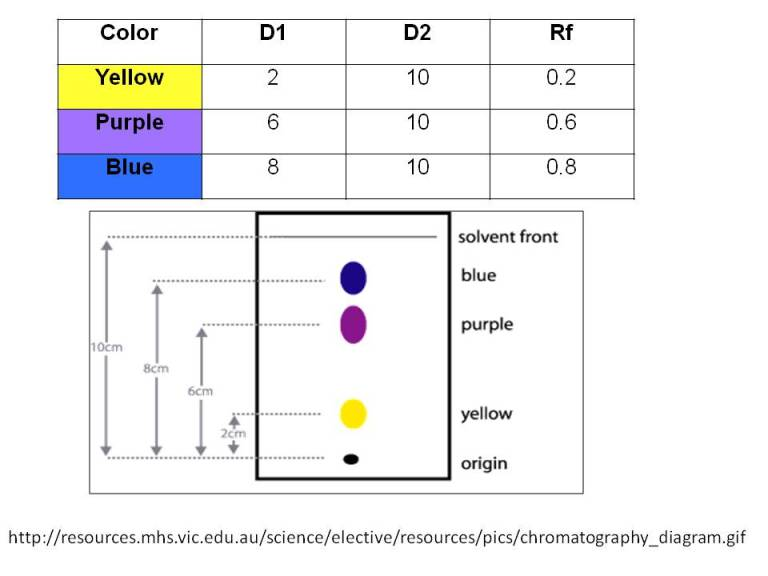 Color D1 D2 Rf
Yellow 2 10 0.2
Purple 6 10 0.6
Blue 8 10 0.8
solvent front
blue
purple
10cm
8cm
6cm
yellow
2cm
origin
http://resources.mhs.vic.edu.au/science/elective/resources/pics/chromatography_diagram.gif